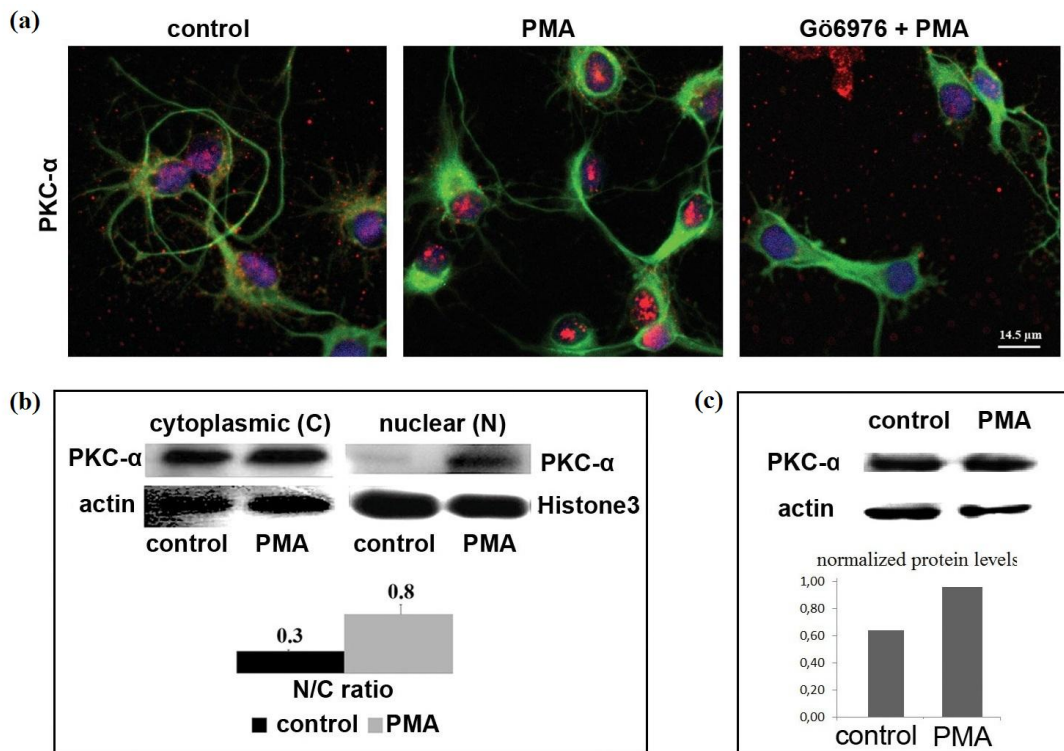 (a)
control PMA Gö6976 + PMA
PKC-α
14.5 µm
(b)
cytoplasmic (C) nuclear (N)
PKC-α PKC-α
actin Histone3
control PMA control PMA
0.3 0.8
N/C ratio
control PMA
(c)
control PMA
PKC-α
actin
normalized protein levels
1,00
0,80
0,60
0,40
0,20
0,00
control PMA